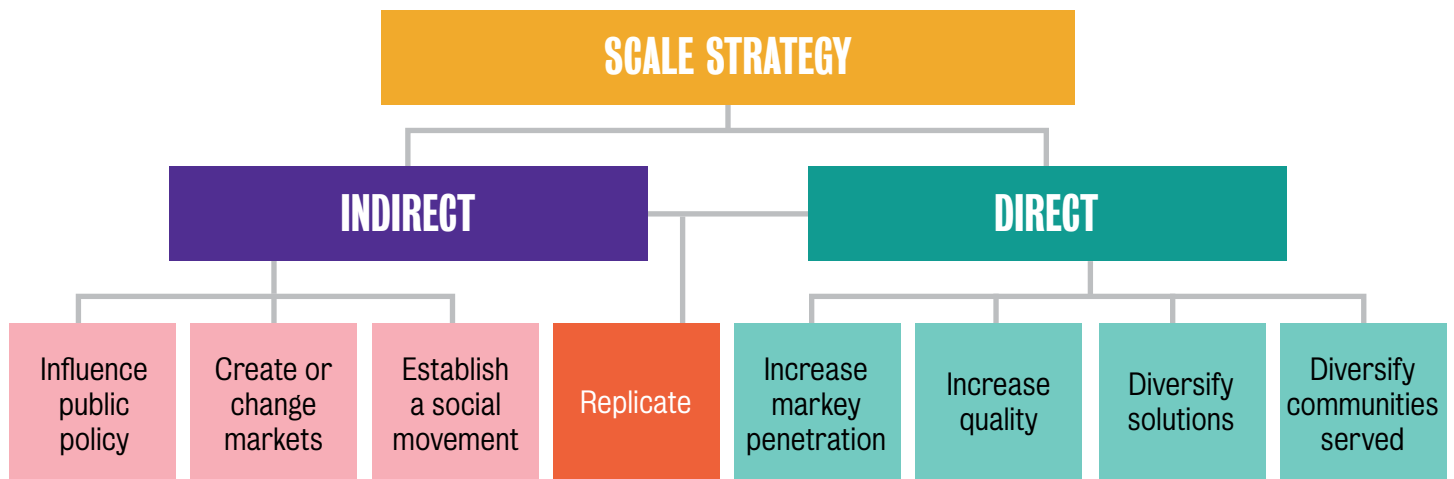 SCALE STRATEGY
INDIRECT
DIRECT
Influence
public
policy
Create or
change
markets
Establish
a social
movement
Replicate
Increase
markey
penetration
Increase
quality
Diversify
solutions
Diversify
communities
served